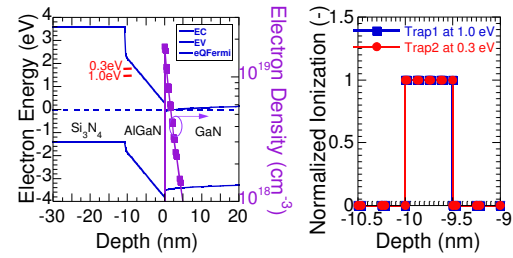 EC
EV
eQFermi
0.3eV
1.0eV
Si3N4
AlGaN
GaN
4
3
2
1
0
-1
-2
-3
-4
-30
-20
-10
0
10
20
10^19
10^18
Electron Energy (eV)
Electron Density (cm^-3)
Depth (nm)
Trap1 at 1.0 eV
Trap2 at 0.3 eV
1.5
1
0.5
0
-10.5
-10
-9.5
-9
Normalized Ionization (-)
Depth (nm)